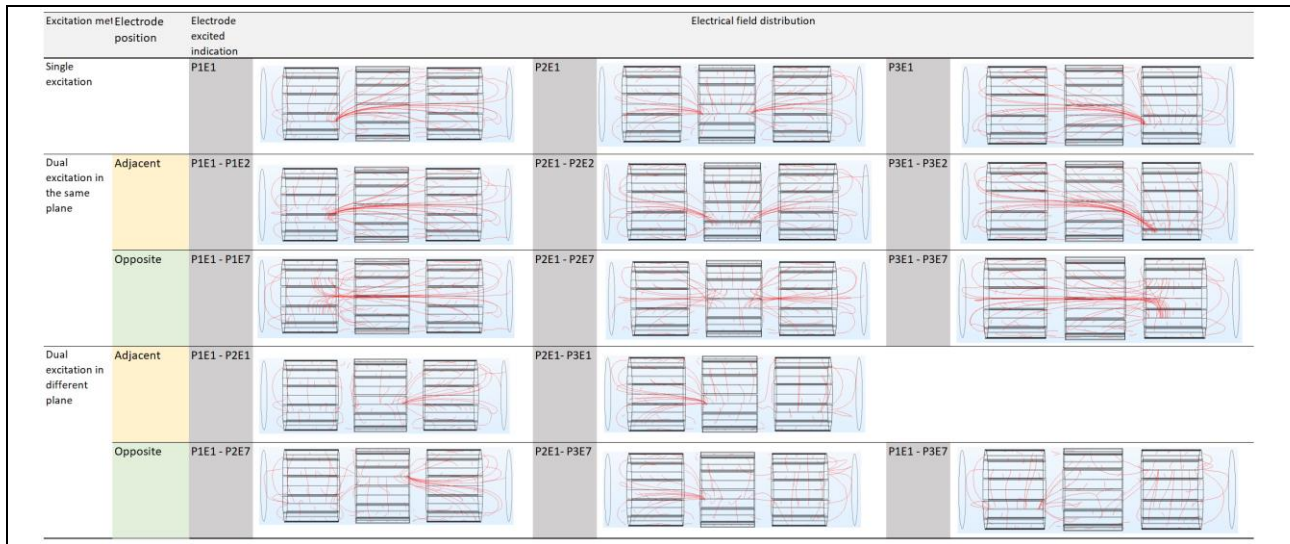 Excitation met Electrode position Electrode excited indication Electrical field distribution
Single excitation P1E1 P2E1 P3E1
Dual excitation in the same plane Adjacent P1E1 - P1E2 P2E1 - P2E2 P3E1 - P3E2
Opposite P1E1 - P1E7 P2E1 - P2E7 P3E1 - P3E7
Dual excitation in different plane Adjacent P1E1 - P2E1 P2E1- P3E1
Opposite P1E1 - P2E7 P2E1- P3E7 P1E1 - P3E7